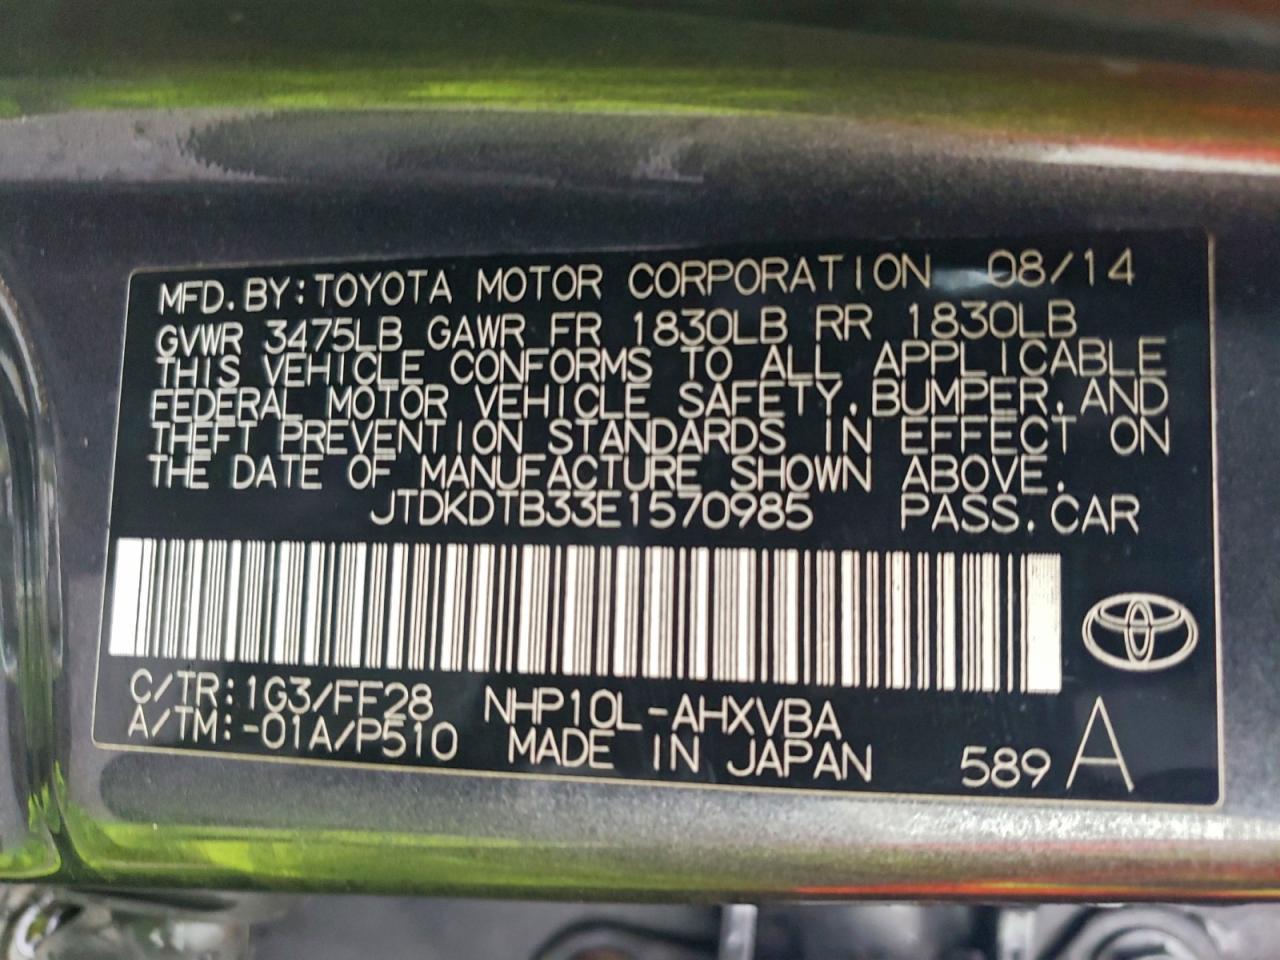 MFD.BY:TOYOTA MOTOR CORPORATION 08/14
GVWR 3475LB GAWR FR 1830LB RR 1830LB
THIS VEHICLE CONFORMS TO ALL APPLICABLE
FEDERAL MOTOR VEHICLE SAFETY,BUMPER,AND
THEFT PREVENTION STANDARDS IN EFFECT ON
THE DATE OF MANUFACTURE SHOWN ABOVE.
JTDKDTB33E1570985 PASS.CAR
C/TR:1G3/FF28 NHP10L-AHXVBA
A/TM:-01A/P510 MADE IN JAPAN 589 A